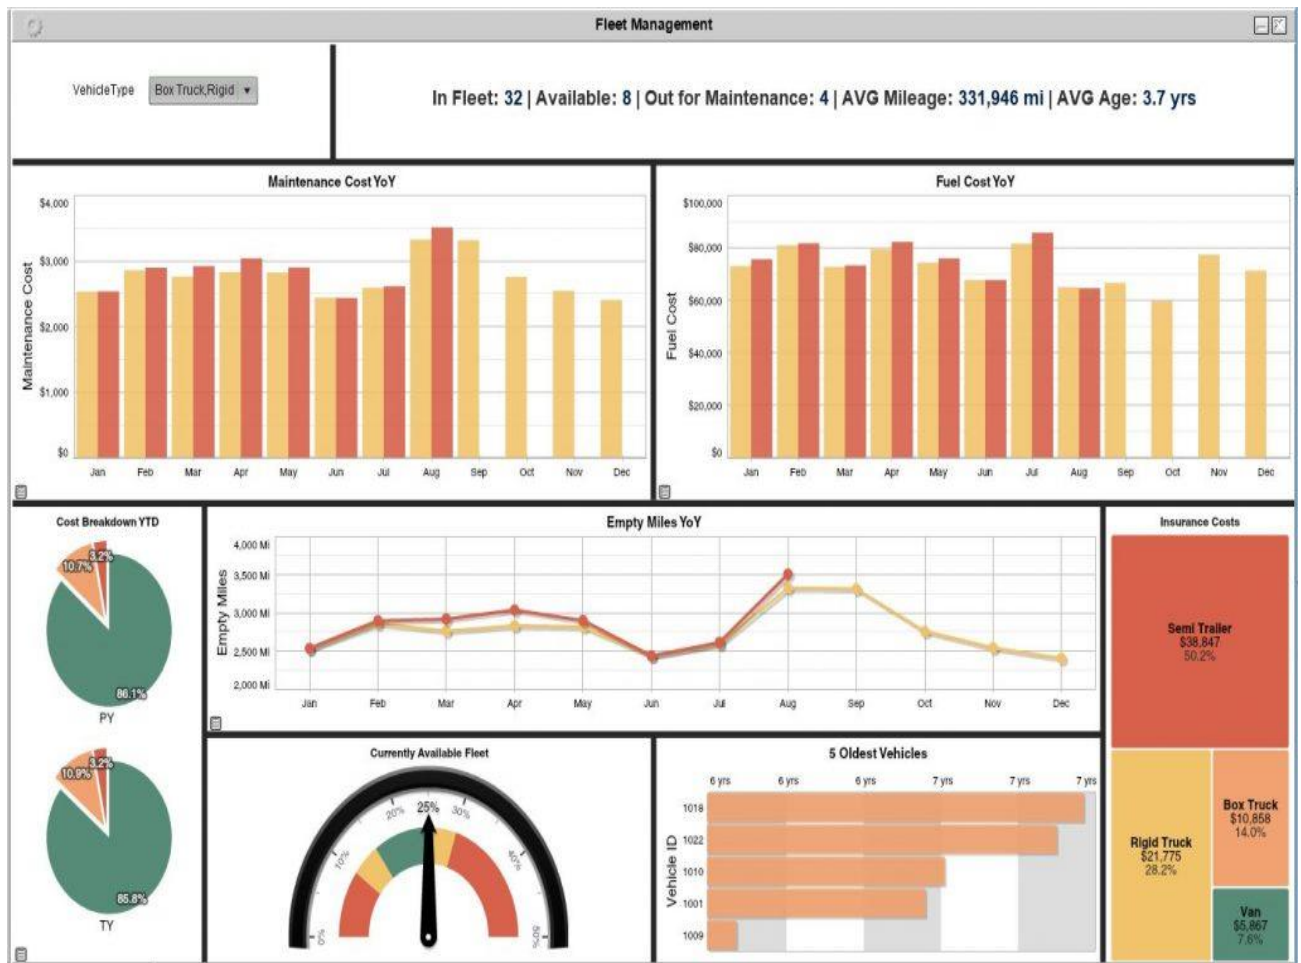 Fleet Management
VehicleType
Box Truck,Rigid
In Fleet: 32 | Available: 8 | Out for Maintenance: 4 | AVG Mileage: 331,946 mi | AVG Age: 3.7 yrs
Maintenance Cost YoY
Maintenance Cost
$4,000
$3,000
$2,000
$1,000
$0
Jan Feb Mar Apr May Jun Jul Aug Sep Oct Nov Dec
Fuel Cost YoY
Fuel Cost
$100,000
$80,000
$60,000
$40,000
$20,000
$0
Jan Feb Mar Apr May Jun Jul Aug Sep Oct Nov Dec
Cost Breakdown YTD
3.2%
10.7%
86.1%
PY
3.2%
10.9%
85.8%
TY
Empty Miles YoY
Empty Miles
4,000 Mi
3,500 Mi
3,000 Mi
2,500 Mi
2,000 Mi
Jan Feb Mar Apr May Jun Jul Aug Sep Oct Nov Dec
Currently Available Fleet
0%
10%
20%
25%
30%
40%
50%
5 Oldest Vehicles
6 yrs 6 yrs 6 yrs 7 yrs 7 yrs 7 yrs
Vehicle ID
1018
1022
1010
1001
1009
Insurance Costs
Semi Trailer
$38,847
50.2%
Rigid Truck
$21,775
28.2%
Box Truck
$10,858
14.0%
Van
$5,867
7.6%